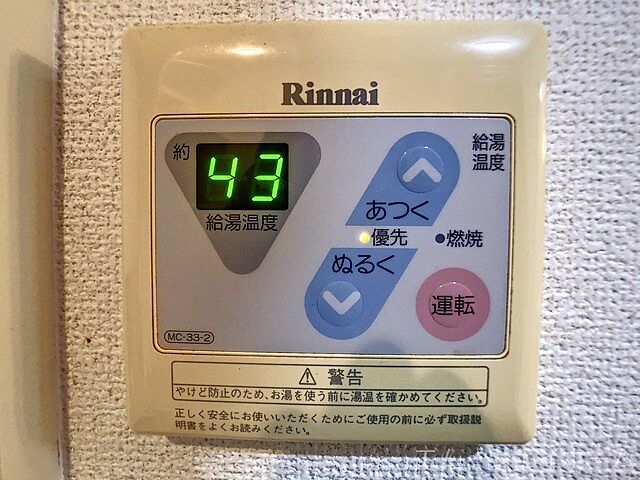 Rinnai
約
43
給湯温度
給湯
温度
あつく
優先
燃焼
ぬるく
運転
MC-33-2
⚠ 警告
やけど防止のため、お湯を使う前に湯温を確かめてください。
正しく安全にお使いいただくためにご使用の前に必ず取扱説
明書をよくお読みください。